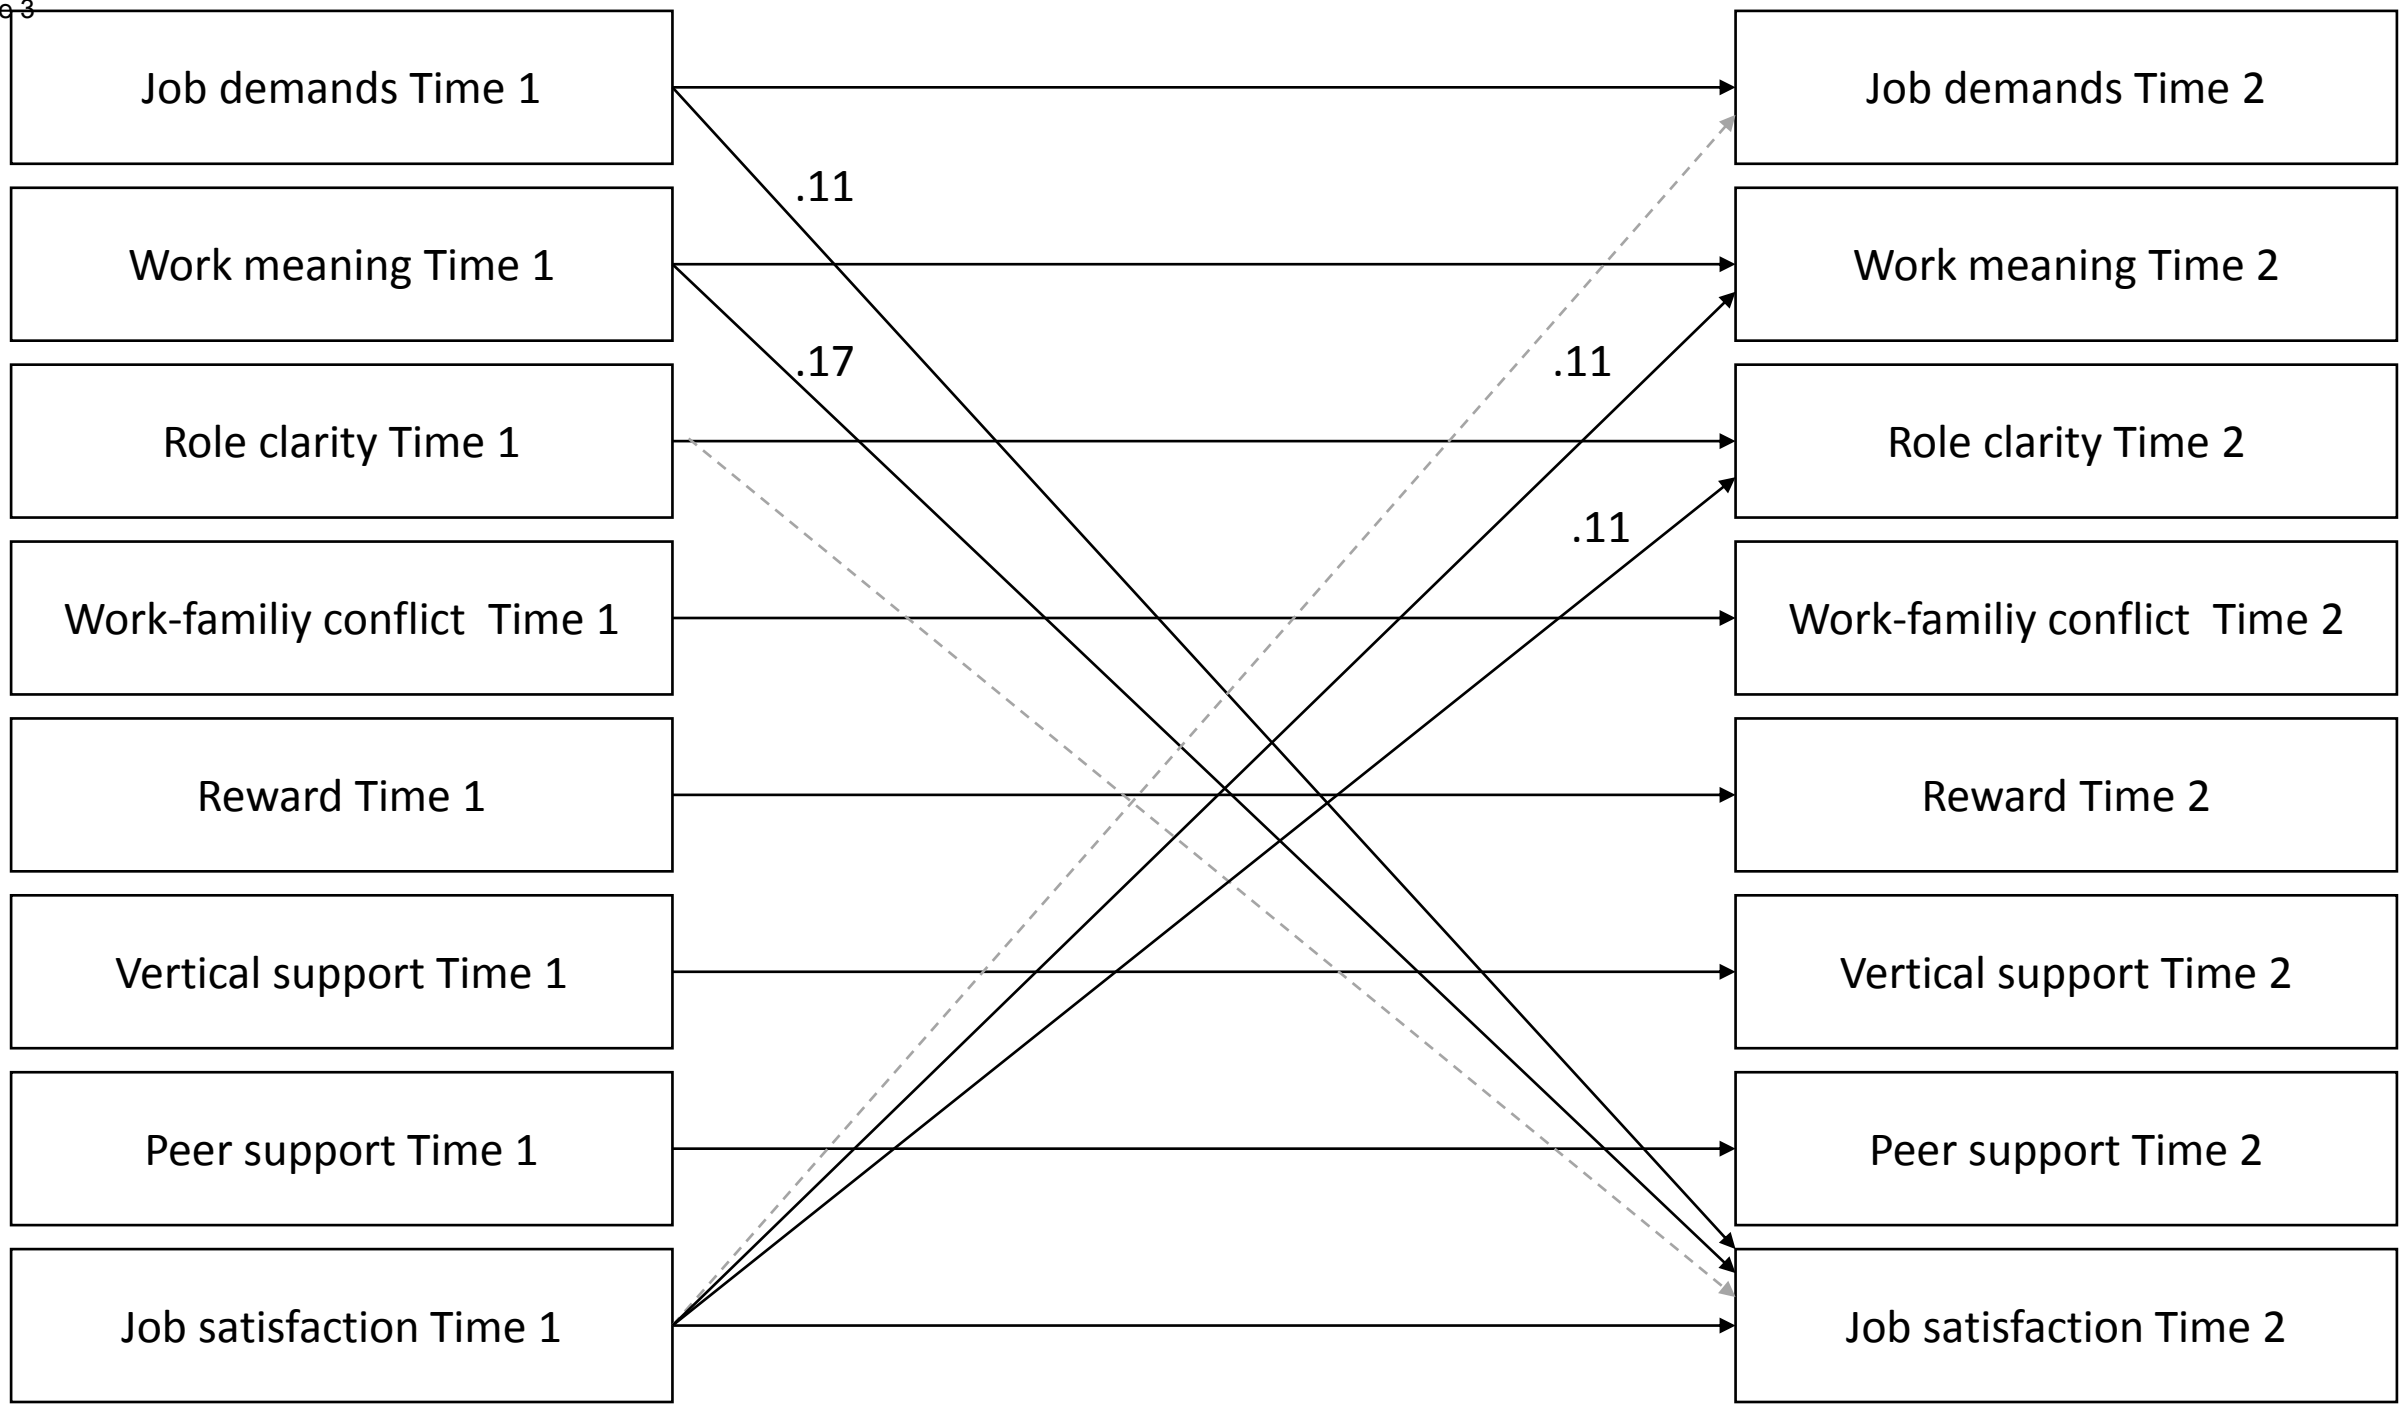 e 3
Job demands Time 1
Job demands Time 2
.11
Work meaning Time 1
Work meaning Time 2
.17
.11
Role clarity Time 1
Role clarity Time 2
.11
Work-familiy conflict  Time 1
Work-familiy conflict  Time 2
Reward Time 1
Reward Time 2
Vertical support Time 1
Vertical support Time 2
Peer support Time 1
Peer support Time 2
Job satisfaction Time 1
Job satisfaction Time 2